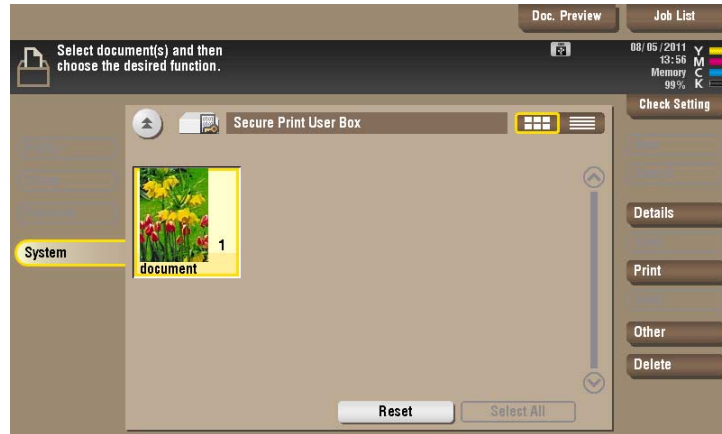 Doc. Preview
Job List
Select document(s) and then
choose the desired function.
08/05/2011
13:56
Memory
99%
Y
M
C
K
Check Setting
Secure Print User Box
Details
1
document
System
Print
Other
Delete
Reset
Select All